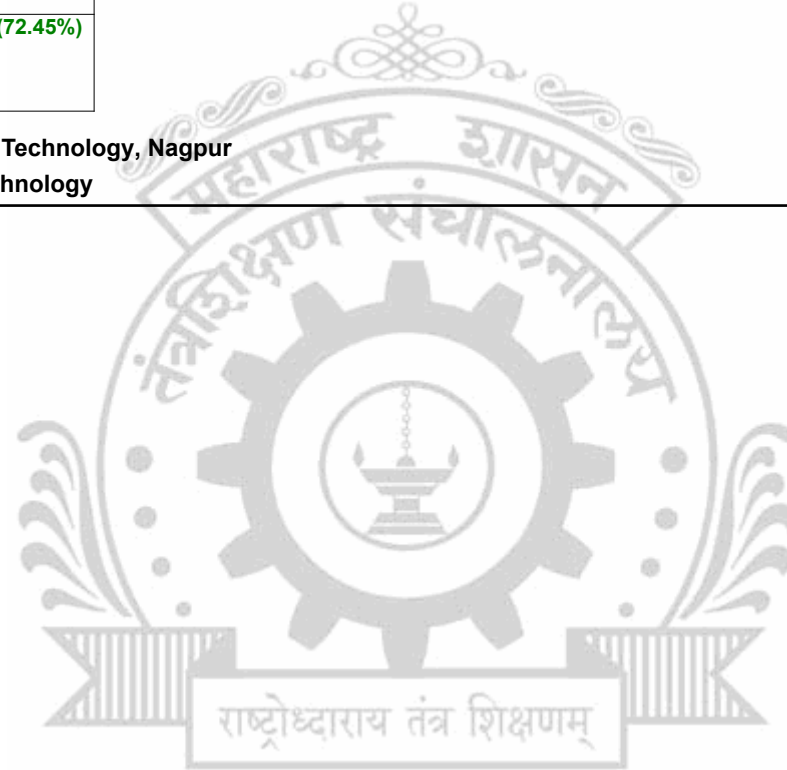 (72.45%)
Technology, Nagpur
hnology
महाराष्ट्र शासन
तंत्रशिक्षण संचालनालय
राष्ट्रोध्दाराय तंत्र शिक्षणम्